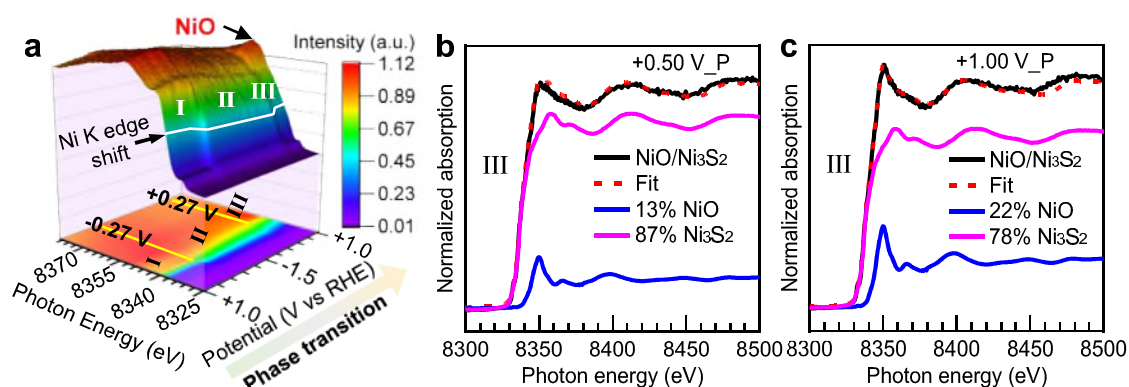 a
NiO
Intensity (a.u.)
1.12
0.89
0.67
0.45
0.23
0.01
I
II
III
Ni K edge
shift
+0.27 V
-0.27 V
I
II
III
8370
8355
8340
8325
Photon Energy (eV)
+1.0
-1.5
+1.0
Potential (V vs RHE)
Phase transition
b
+0.50 V_P
III
NiO/Ni3S2
Fit
13% NiO
87% Ni3S2
Normalized absorption
8300
8350
8400
8450
8500
Photon energy (eV)
c
+1.00 V_P
III
NiO/Ni3S2
Fit
22% NiO
78% Ni3S2
Normalized absorption
8300
8350
8400
8450
8500
Photon energy (eV)